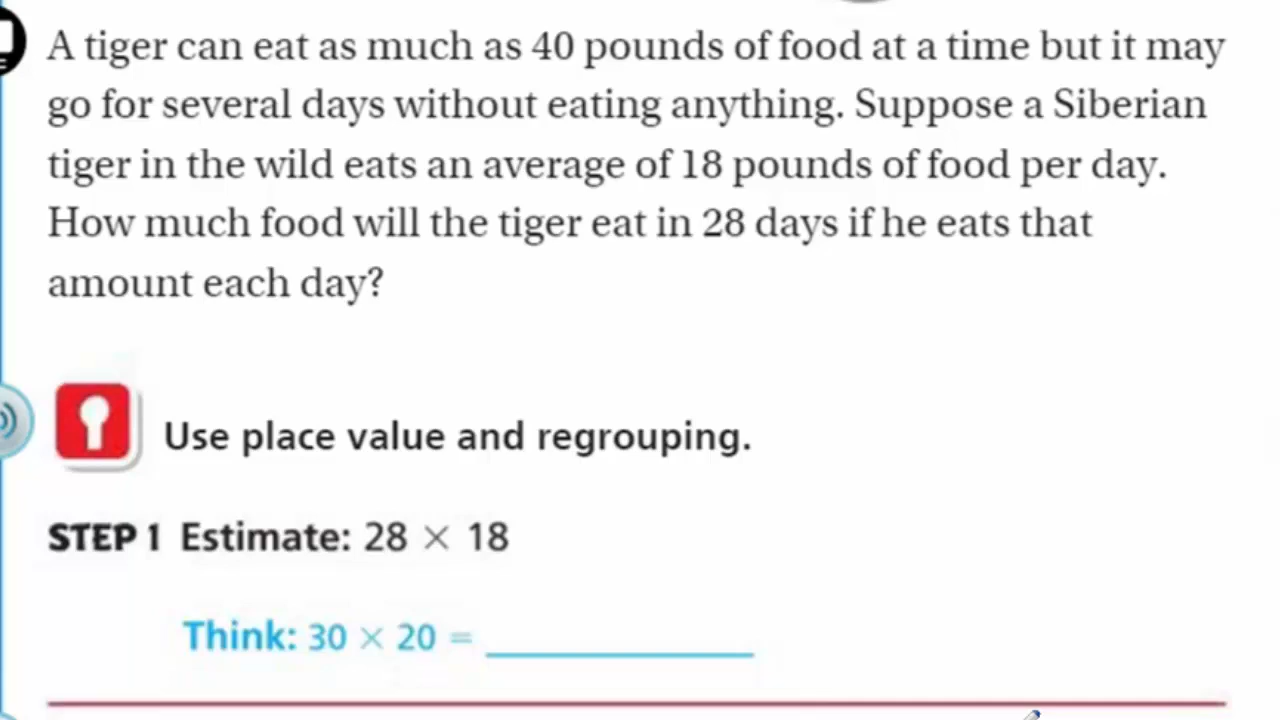 A tiger can eat as much as 40 pounds of food at a time but it may
go for several days without eating anything. Suppose a Siberian
tiger in the wild eats an average of 18 pounds of food per day.
How much food will the tiger eat in 28 days if he eats that
amount each day?
Use place value and regrouping.
STEP 1 Estimate: 28 × 18
Think: 30 × 20 = ____________